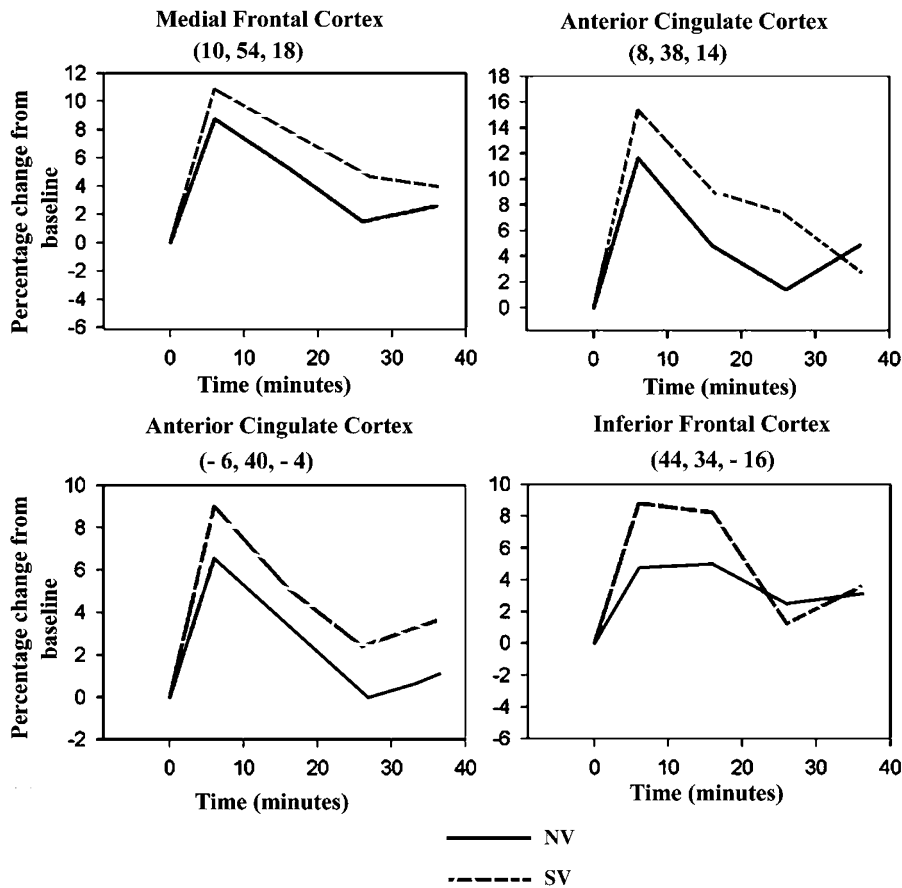 Medial Frontal Cortex
(10, 54, 18)
Percentage change from
baseline
12
10
8
6
4
2
0
-2
-4
-6
0 10 20 30 40
Time (minutes)
Anterior Cingulate Cortex
(8, 38, 14)
18
16
14
12
10
8
6
4
2
0
0 10 20 30 40
Time (minutes)
Anterior Cingulate Cortex
(- 6, 40, - 4)
Percentage change from
baseline
10
8
6
4
2
0
-2
0 10 20 30 40
Time (minutes)
Inferior Frontal Cortex
(44, 34, - 16)
10
8
6
4
2
0
-2
-4
-6
0 10 20 30 40
Time (minutes)
NV
SV